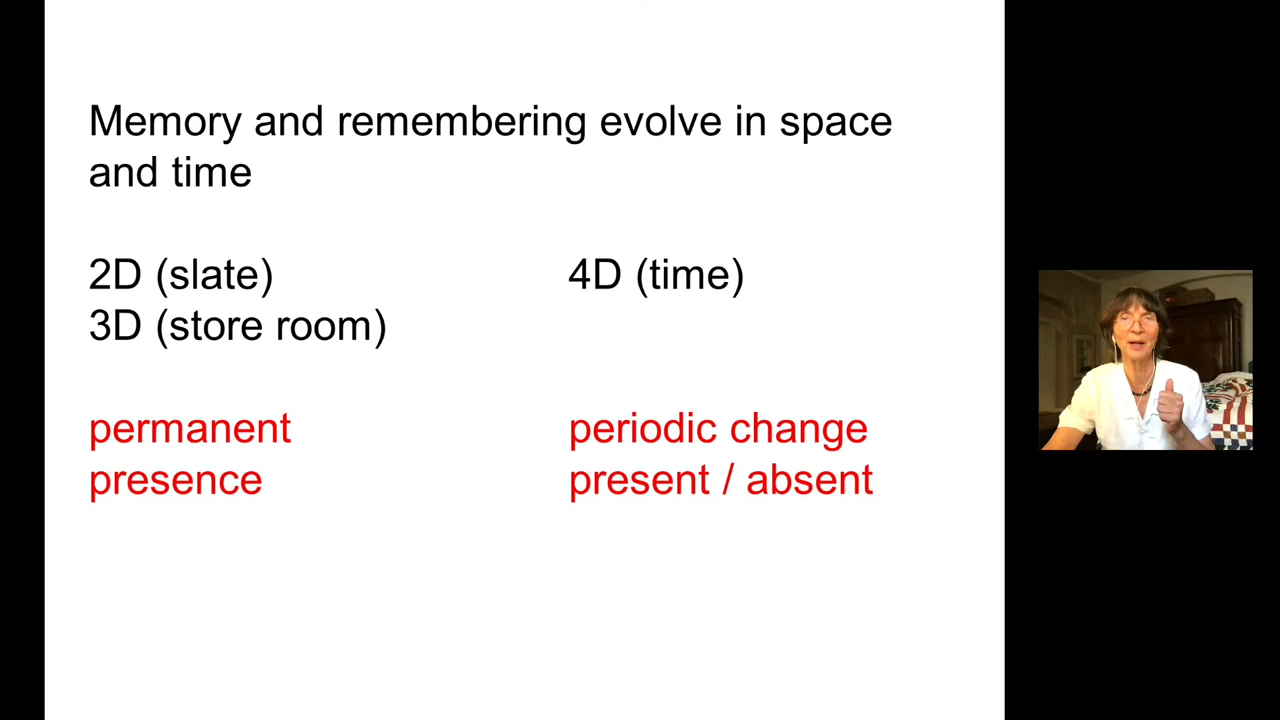 Memory and remembering evolve in space
and time
2D (slate)
3D (store room)
4D (time)
permanent
presence
periodic change
present / absent